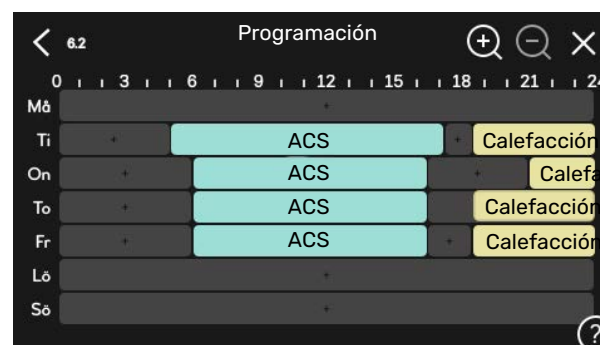 6.2 Programación
0 3 6 9 12 15 18 21 24
Må
Ti ACS Calefacción
On ACS Calefa
To ACS Calefacción
Fr ACS Calefacción
Lö
Sö
?